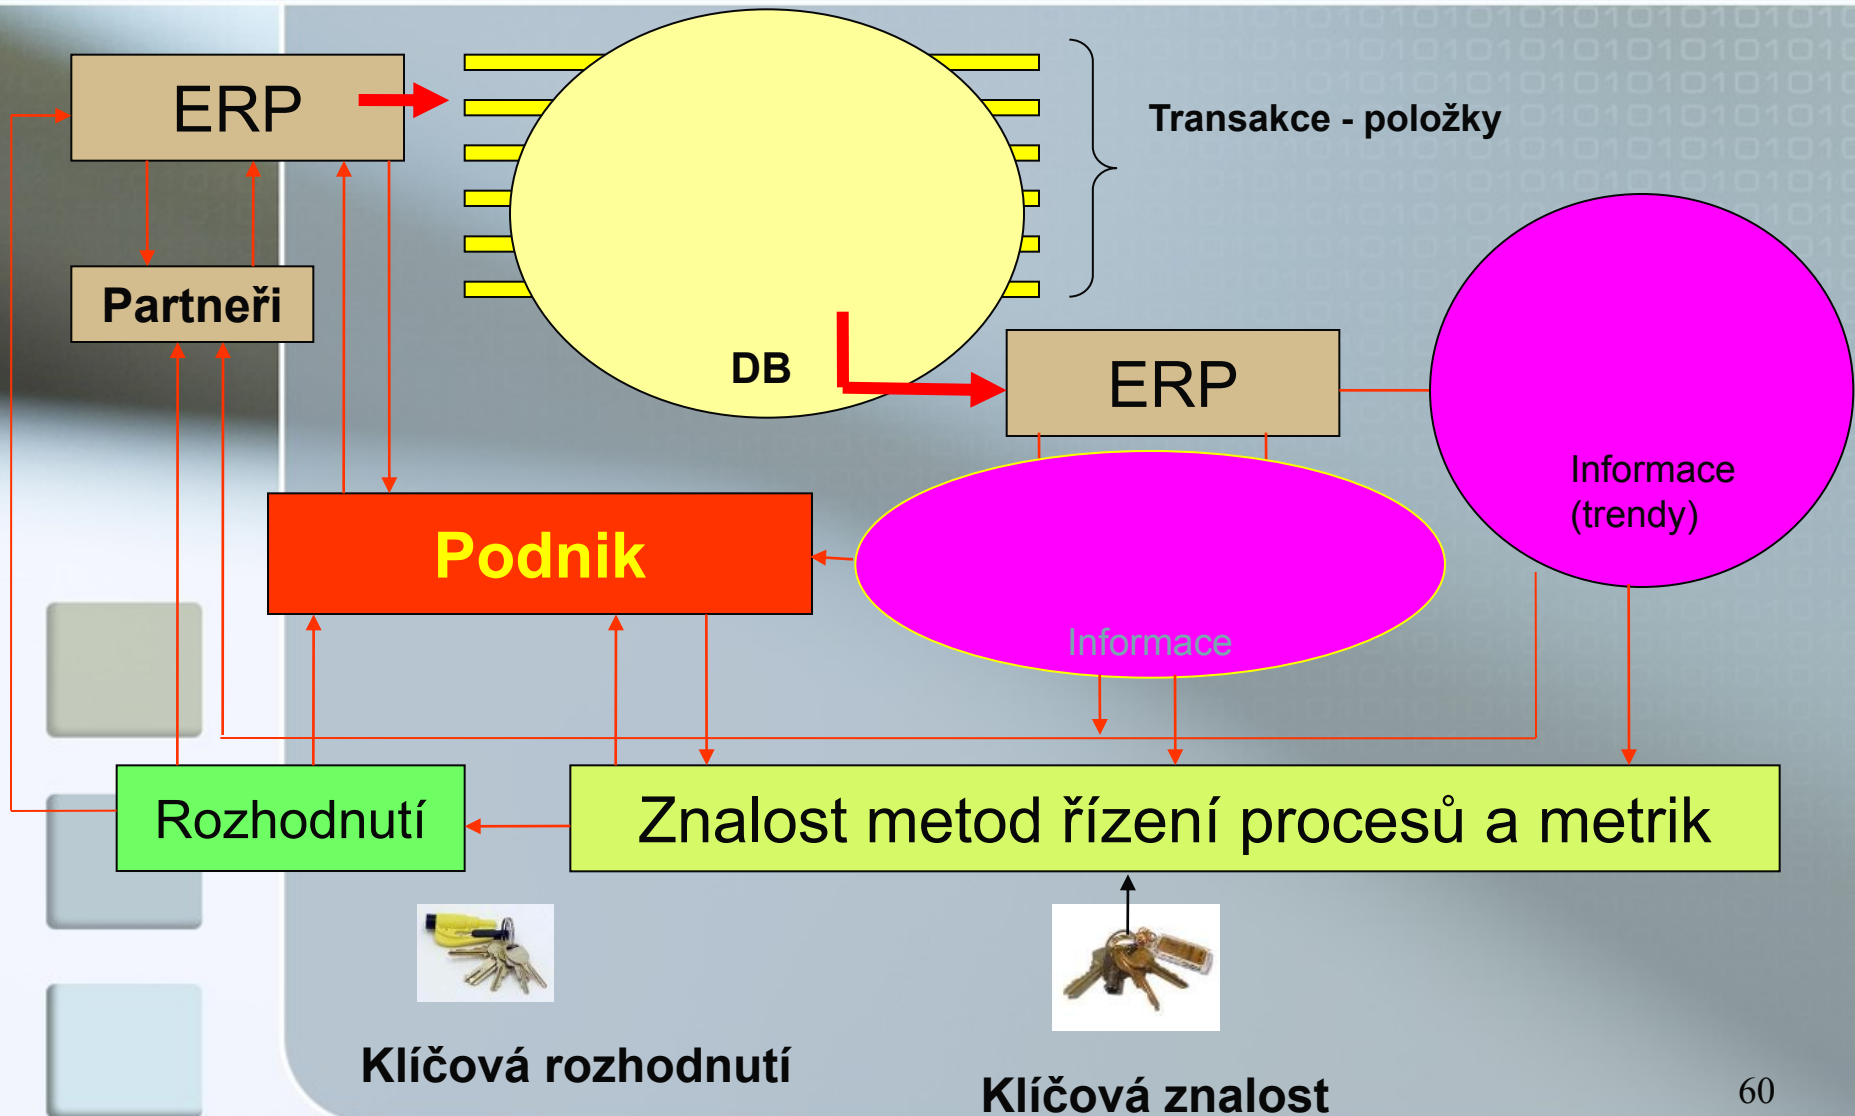 ERP
Transakce - položky
Partneři
DB
ERP
Informace
(trendy)
Podnik
Informace
Rozhodnutí
Znalost metod řízení procesů a metrik
Klíčová rozhodnutí
Klíčová znalost
60